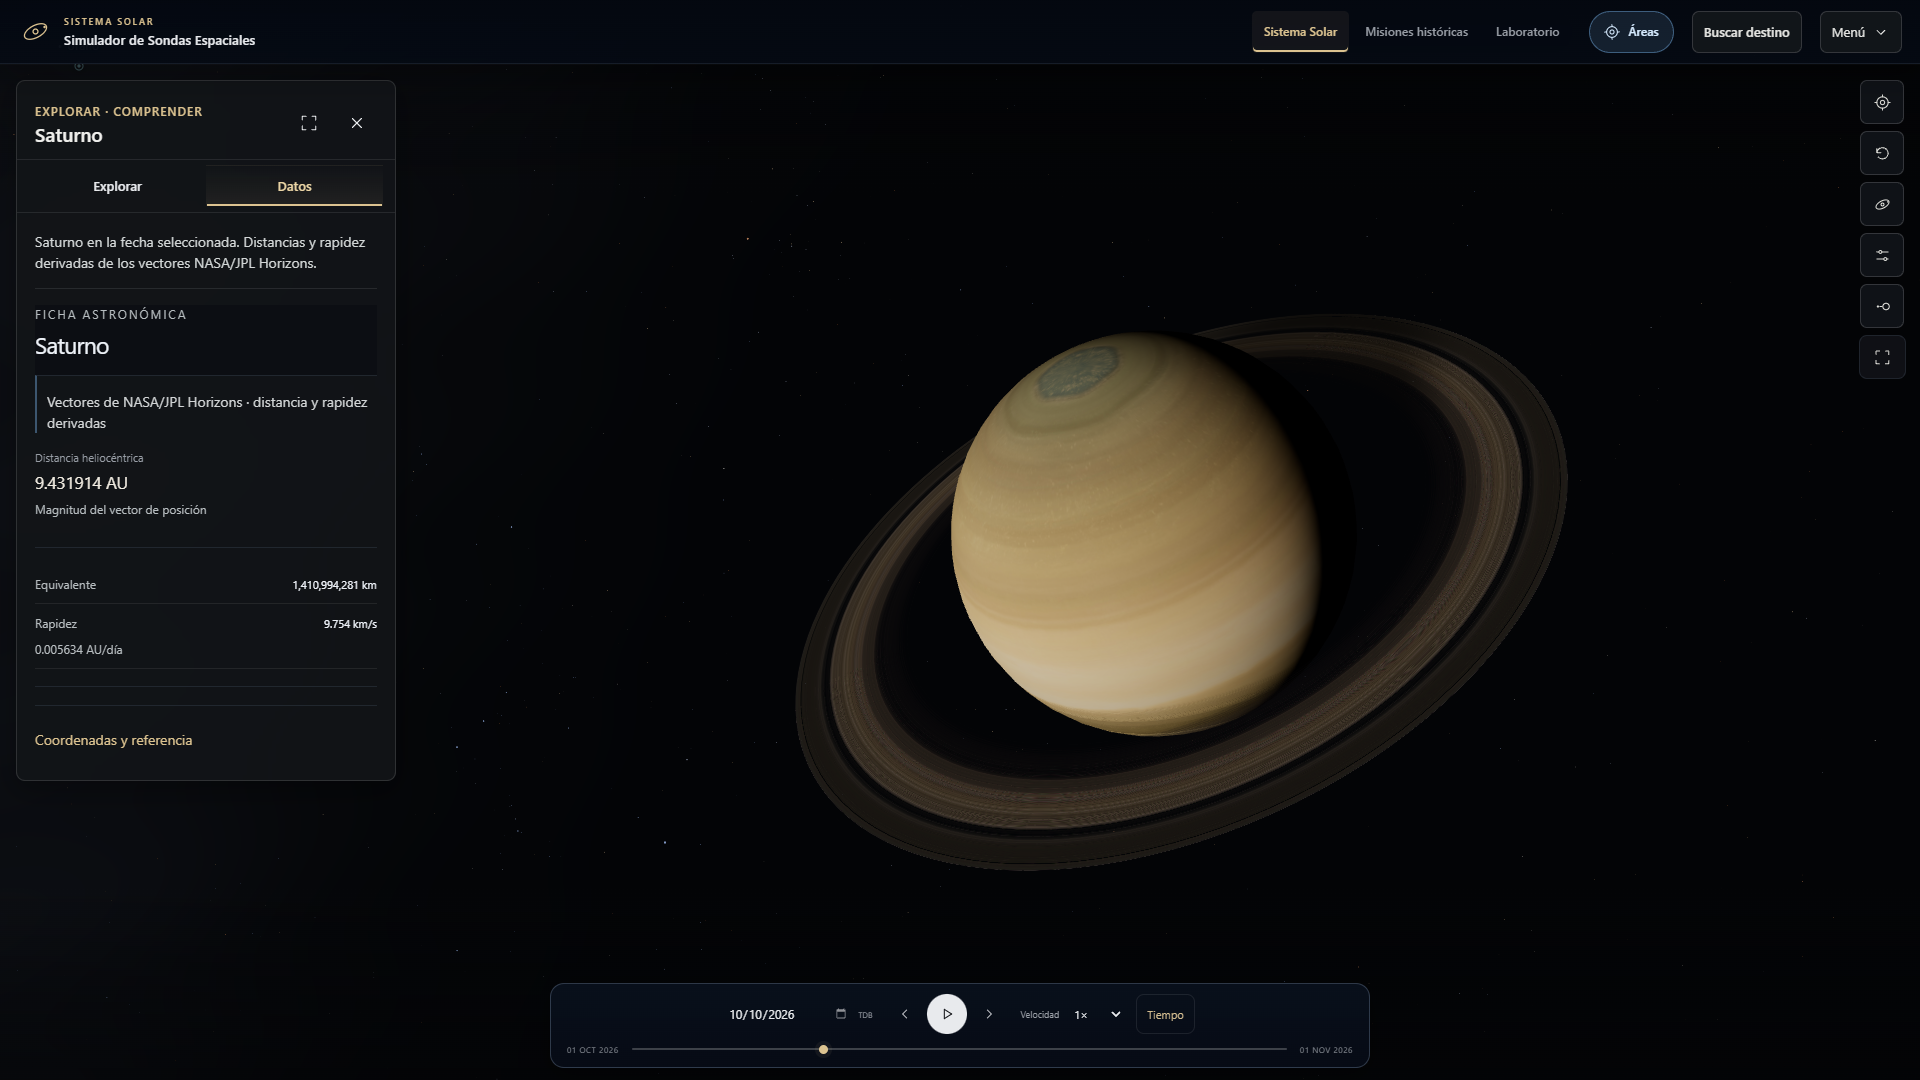 SISTEMA SOLAR
Simulador de Sondas Espaciales
Sistema Solar
Misiones históricas
Laboratorio
Áreas
Buscar destino
Menú
EXPLORAR · COMPRENDER
Saturno
Explorar
Datos
Saturno en la fecha seleccionada. Distancias y rapidez
derivadas de los vectores NASA/JPL Horizons.
FICHA ASTRONÓMICA
Saturno
Vectores de NASA/JPL Horizons · distancia y rapidez
derivadas
Distancia heliocéntrica
9.431914 AU
Magnitud del vector de posición
Equivalente
1,410,994,281 km
Rapidez
9.754 km/s
0.005634 AU/día
Coordenadas y referencia
10/10/2026
TDB
Velocidad
1×
Tiempo
01 OCT 2026
01 NOV 2026